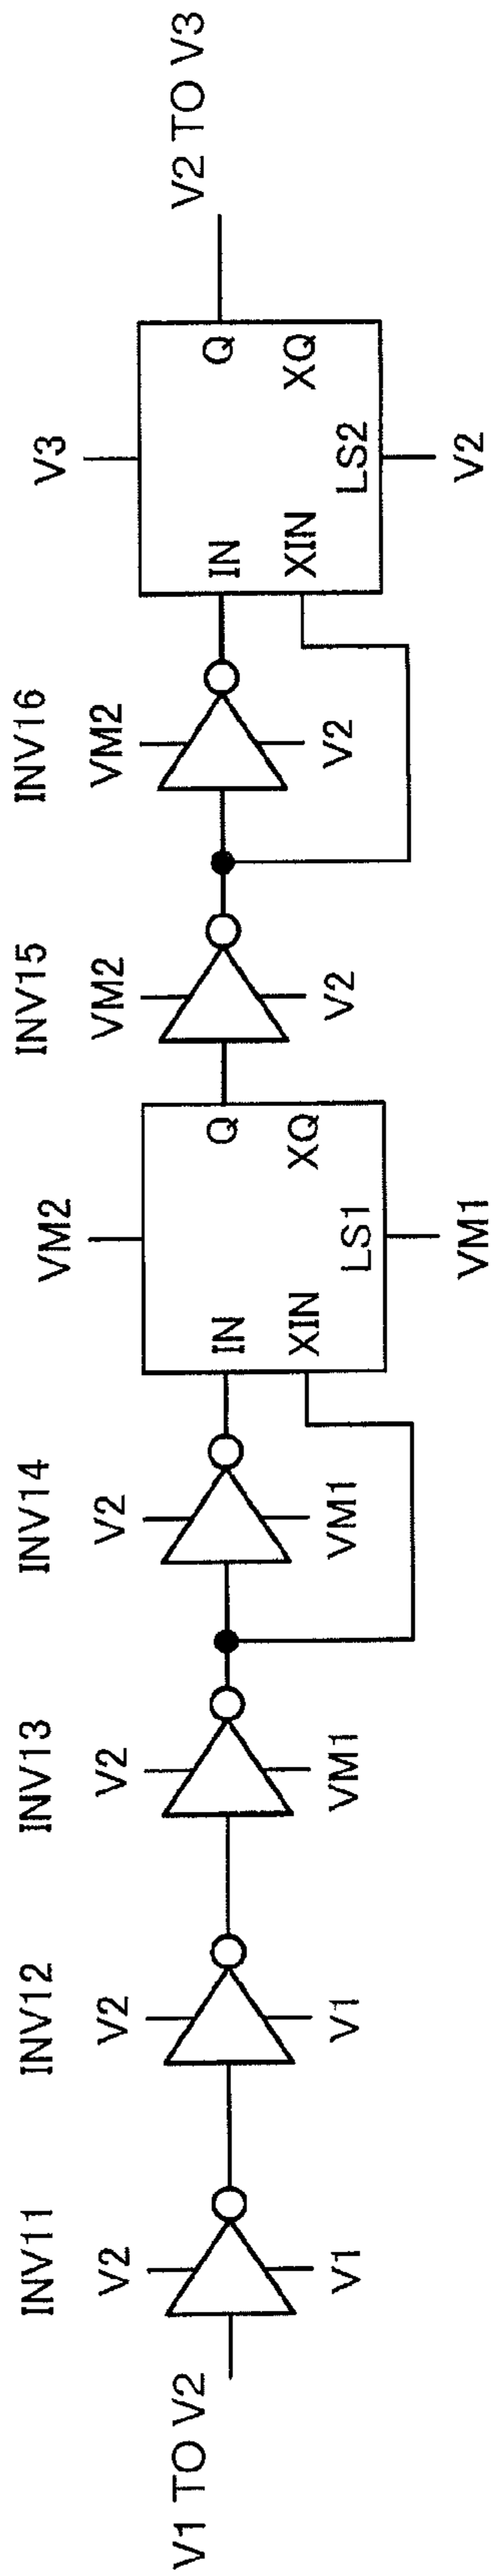 INV11
INV12
INV13
INV14
INV15
INV16
V2
V2
V2
V2
VM2
VM2
VM2
V3
V1 TO V2
IN
Q
IN
Q
V2 TO V3
XIN
XQ
XIN
XQ
LS1
LS2
V1
V1
VM1
VM1
V2
V2
VM1
V2